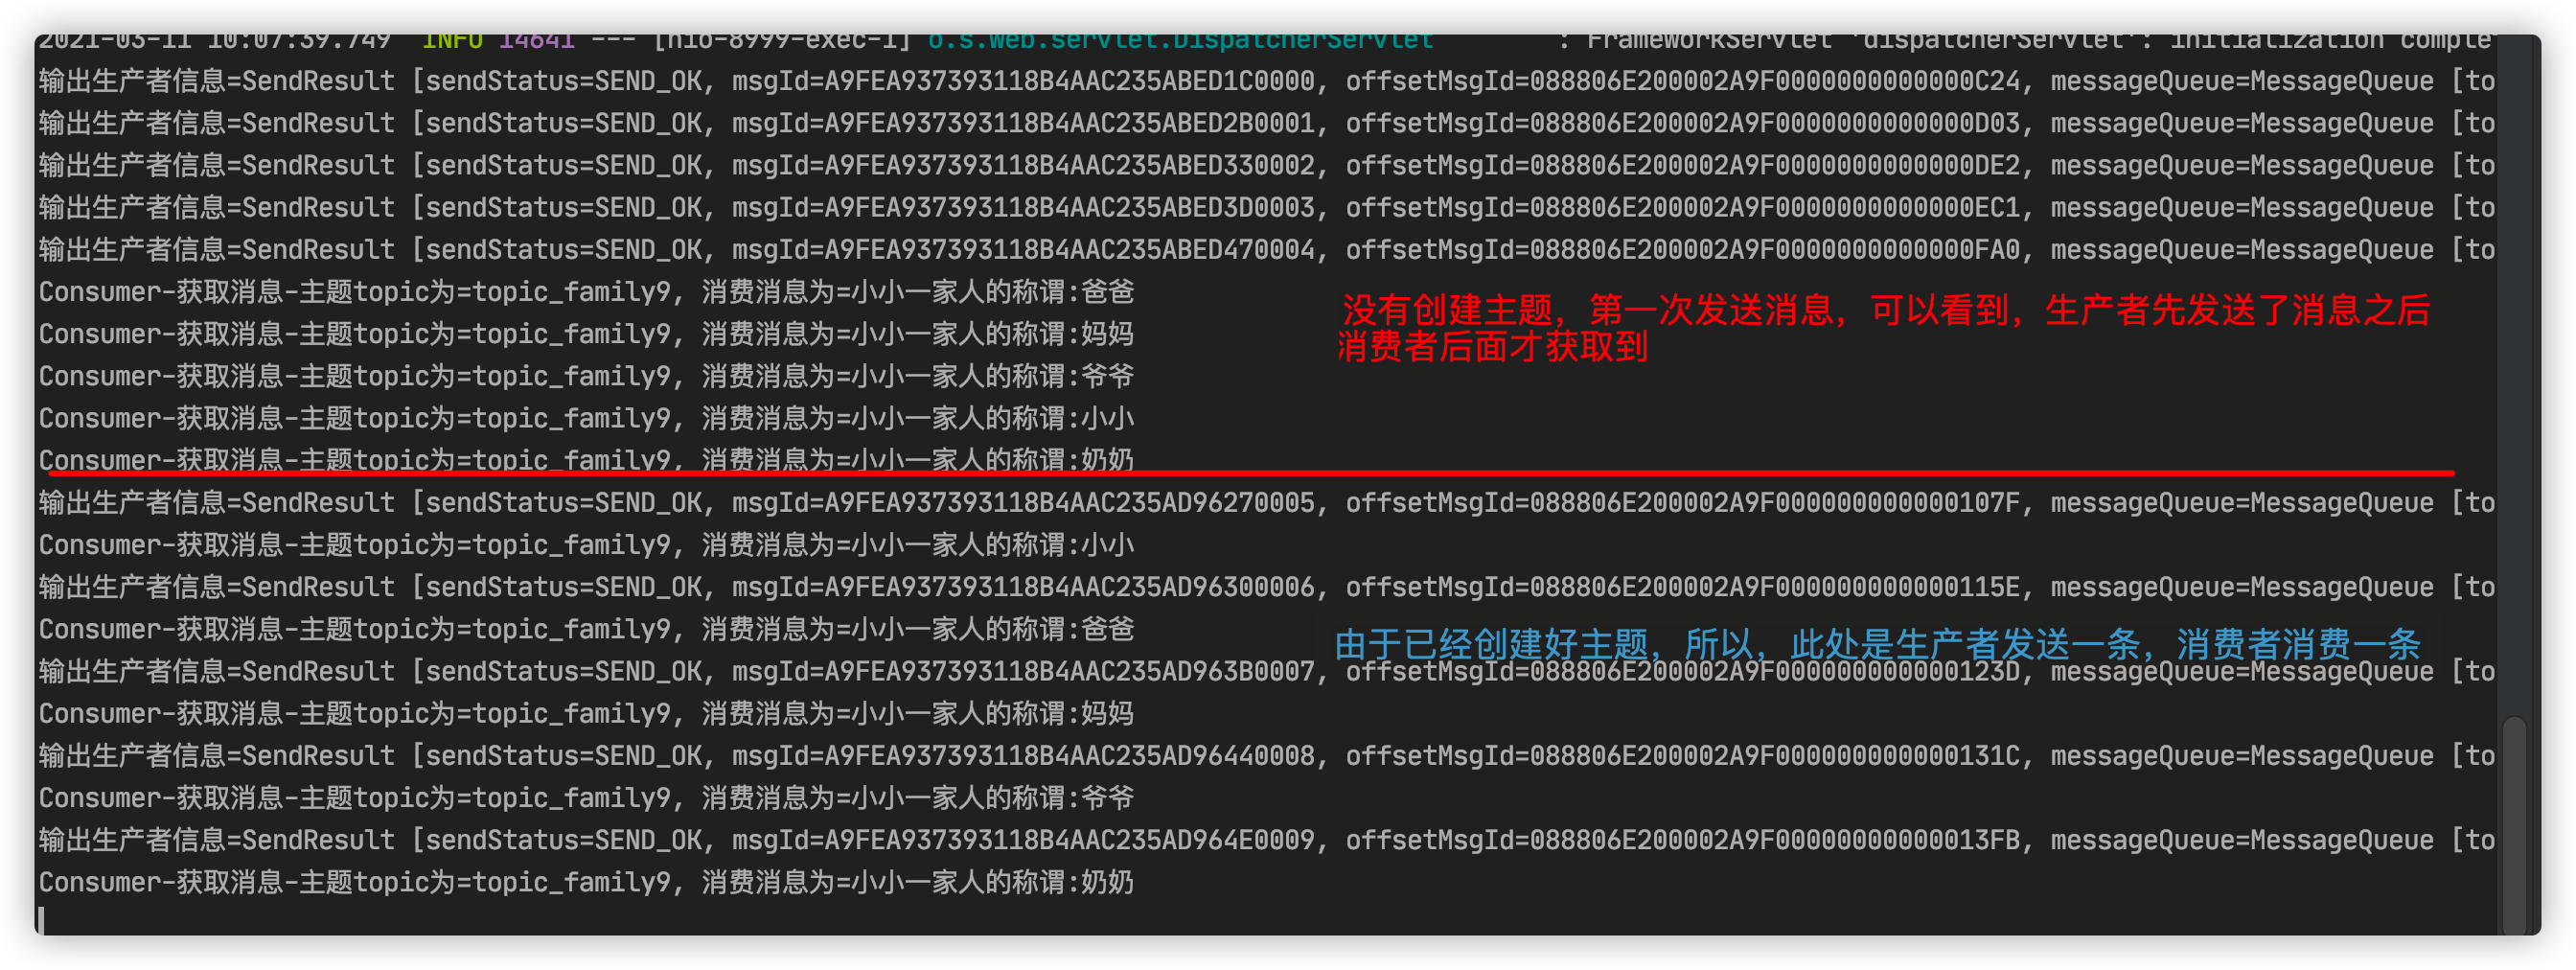 2021-03-11 10:07:39.749 INFO 14641 --- [nio-8999-exec-1] o.s.web.servlet.DispatcherServlet : FrameworkServlet 'dispatcherServlet': initialization comple
输出生产者信息=SendResult [sendStatus=SEND_OK, msgId=A9FEA937393118B4AAC235ABED1C0000, offsetMsgId=088806E200002A9F0000000000000C24, messageQueue=MessageQueue [to
输出生产者信息=SendResult [sendStatus=SEND_OK, msgId=A9FEA937393118B4AAC235ABED2B0001, offsetMsgId=088806E200002A9F0000000000000D03, messageQueue=MessageQueue [to
输出生产者信息=SendResult [sendStatus=SEND_OK, msgId=A9FEA937393118B4AAC235ABED330002, offsetMsgId=088806E200002A9F0000000000000DE2, messageQueue=MessageQueue [to
输出生产者信息=SendResult [sendStatus=SEND_OK, msgId=A9FEA937393118B4AAC235ABED3D0003, offsetMsgId=088806E200002A9F0000000000000EC1, messageQueue=MessageQueue [to
输出生产者信息=SendResult [sendStatus=SEND_OK, msgId=A9FEA937393118B4AAC235ABED470004, offsetMsgId=088806E200002A9F0000000000000FA0, messageQueue=MessageQueue [to
Consumer-获取消息-主题topic为=topic_family9, 消费消息为=小小一家人的称谓:爸爸
没有创建主题，第一次发送消息，可以看到，生产者先发送了消息之后
Consumer-获取消息-主题topic为=topic_family9, 消费消息为=小小一家人的称谓:妈妈
消费者后面才获取到
Consumer-获取消息-主题topic为=topic_family9, 消费消息为=小小一家人的称谓:爷爷
Consumer-获取消息-主题topic为=topic_family9, 消费消息为=小小一家人的称谓:小小
Consumer-获取消息-主题topic为=topic_family9, 消费消息为=小小一家人的称谓:奶奶
输出生产者信息=SendResult [sendStatus=SEND_OK, msgId=A9FEA937393118B4AAC235AD96270005, offsetMsgId=088806E200002A9F000000000000107F, messageQueue=MessageQueue [to
Consumer-获取消息-主题topic为=topic_family9, 消费消息为=小小一家人的称谓:小小
输出生产者信息=SendResult [sendStatus=SEND_OK, msgId=A9FEA937393118B4AAC235AD96300006, offsetMsgId=088806E200002A9F000000000000115E, messageQueue=MessageQueue [to
Consumer-获取消息-主题topic为=topic_family9, 消费消息为=小小一家人的称谓:爸爸
由于已经创建好主题，所以，此处是生产者发送一条，消费者消费一条
输出生产者信息=SendResult [sendStatus=SEND_OK, msgId=A9FEA937393118B4AAC235AD963B0007, offsetMsgId=088806E200002A9F000000000000123D, messageQueue=MessageQueue [to
Consumer-获取消息-主题topic为=topic_family9, 消费消息为=小小一家人的称谓:妈妈
输出生产者信息=SendResult [sendStatus=SEND_OK, msgId=A9FEA937393118B4AAC235AD96440008, offsetMsgId=088806E200002A9F000000000000131C, messageQueue=MessageQueue [to
Consumer-获取消息-主题topic为=topic_family9, 消费消息为=小小一家人的称谓:爷爷
输出生产者信息=SendResult [sendStatus=SEND_OK, msgId=A9FEA937393118B4AAC235AD964E0009, offsetMsgId=088806E200002A9F00000000000013FB, messageQueue=MessageQueue [to
Consumer-获取消息-主题topic为=topic_family9, 消费消息为=小小一家人的称谓:奶奶